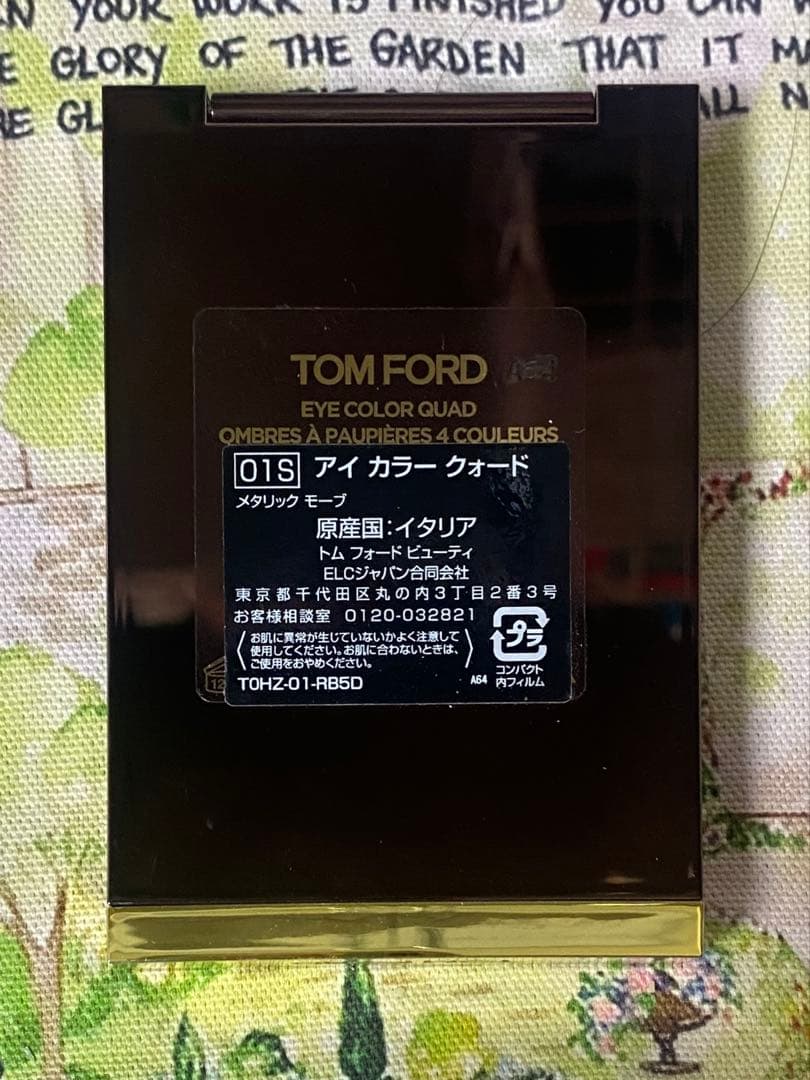 YOUR WORK IS FINISHED YOU CAN
GLORY OF THE GARDEN THAT IT
TOM FORD
EYE COLOR QUAD
OMBRES À PAUPIÈRES 4 COULEURS
01S アイ カラー クォード
メタリック モーブ
原産国:イタリア
トム フォード ビューティ
ELCジャパン合同会社
東京都千代田区丸の内3丁目2番3号
お客様相談室 0120-032821
お肌に異常が生じていないかよく注意して
使用してください。お肌に合わないときは、
ご使用をおやめください。
プラ
コンパクト
内フィルム
T0HZ-01-RB5D
A64